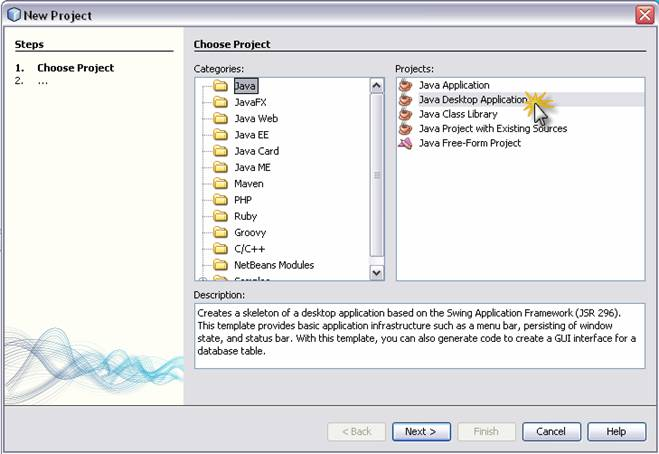 New Project
Steps
1. Choose Project
2. ...
Choose Project
Categories:
Java
JavaFX
Java Web
Java EE
Java Card
Java ME
Maven
PHP
Ruby
Groovy
C/C++
NetBeans Modules
Samples
Projects:
Java Application
Java Desktop Application
Java Class Library
Java Project with Existing Sources
Java Free-Form Project
Description:
Creates a skeleton of a desktop application based on the Swing Application Framework (JSR 296).
This template provides basic application infrastructure such as a menu bar, persisting of window
state, and status bar. With this template, you can also generate code to create a GUI interface for a
database table.
< Back
Next >
Finish
Cancel
Help